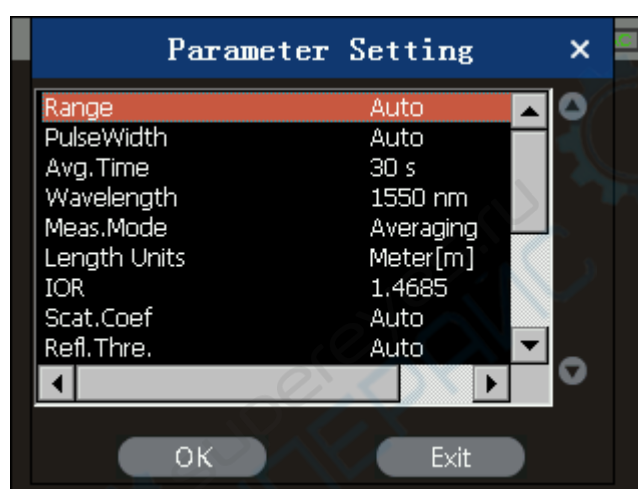 Parameter Setting ×
Range Auto
PulseWidth Auto
Avg.Time 30 s
Wavelength 1550 nm
Meas.Mode Averaging
Length Units Meter[m]
IOR 1.4685
Scat.Coef Auto
Refl.Thre. Auto
OK Exit